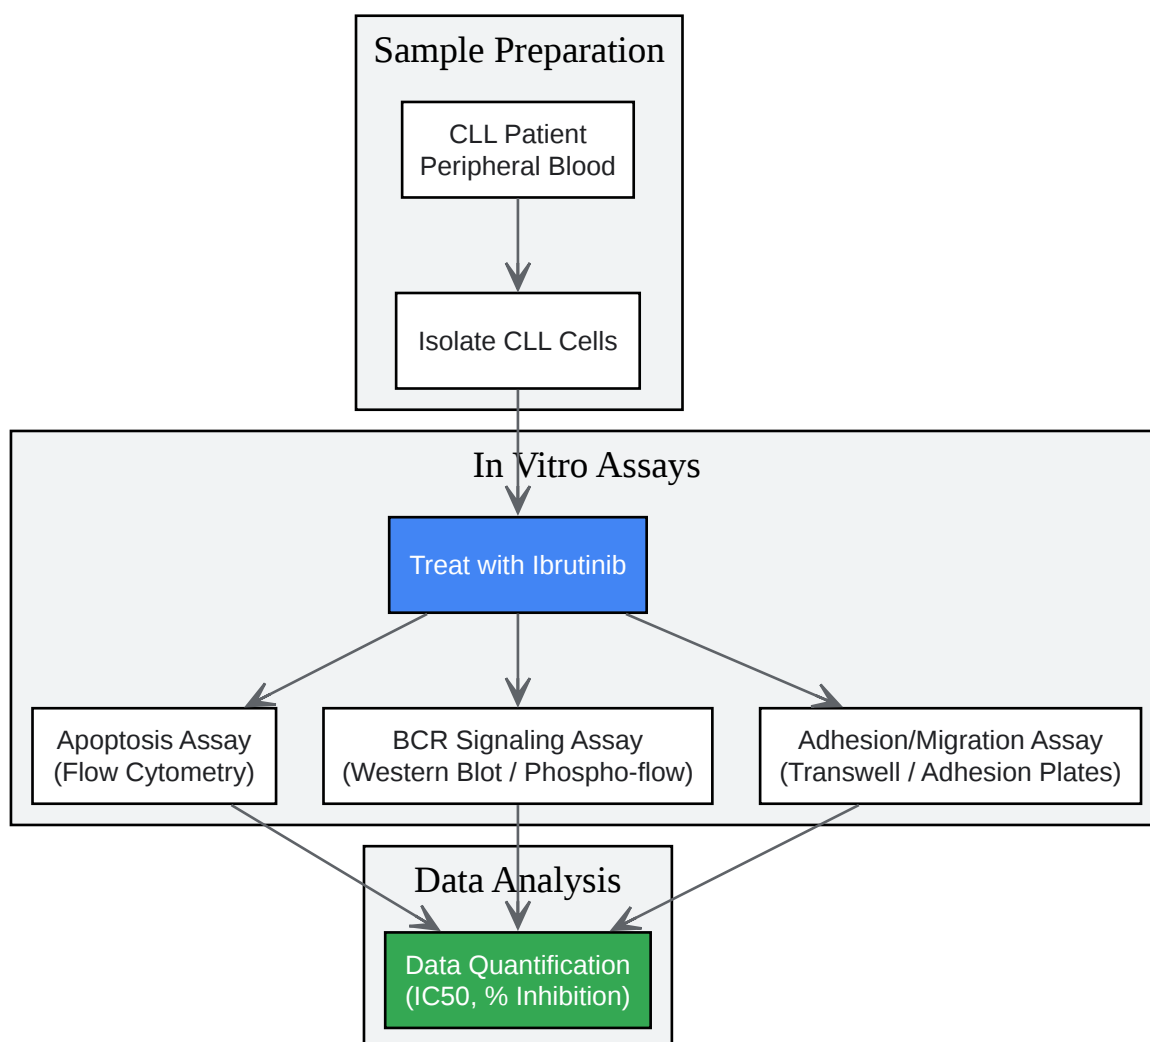 Sample Preparation
CLL Patient
Peripheral Blood
Isolate CLL Cells
In Vitro Assays
Treat with Ibrutinib
Apoptosis Assay
(Flow Cytometry)
BCR Signaling Assay
(Western Blot / Phospho-flow)
Adhesion/Migration Assay
(Transwell / Adhesion Plates)
Data Analysis
Data Quantification
(IC50, % Inhibition)